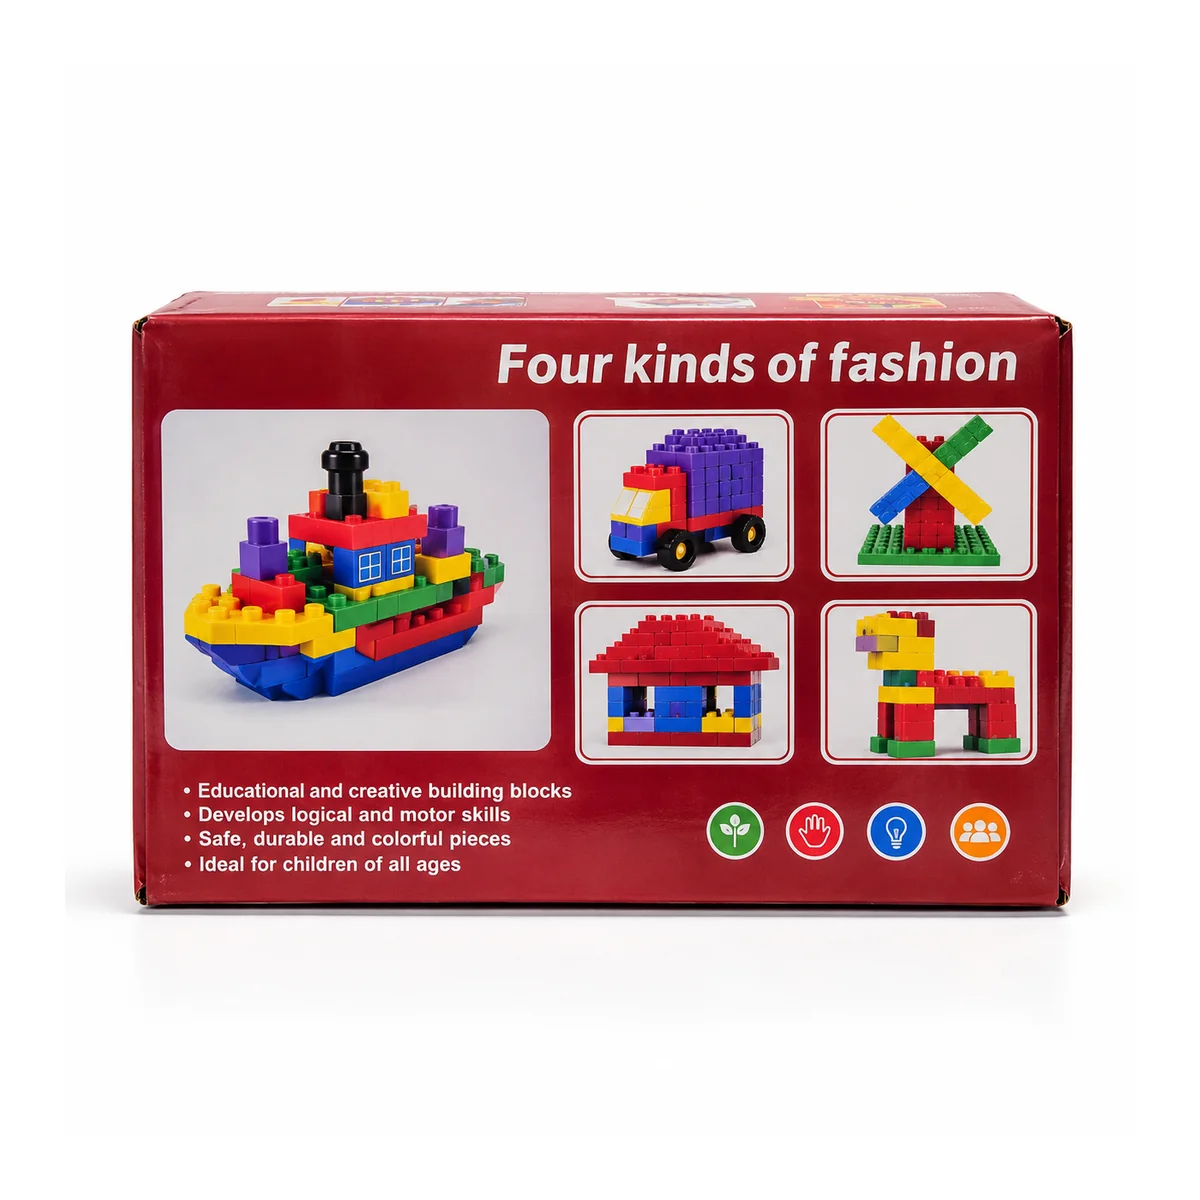 Four kinds of fashion
• Educational and creative building blocks
• Develops logical and motor skills
• Safe, durable and colorful pieces
• Ideal for children of all ages